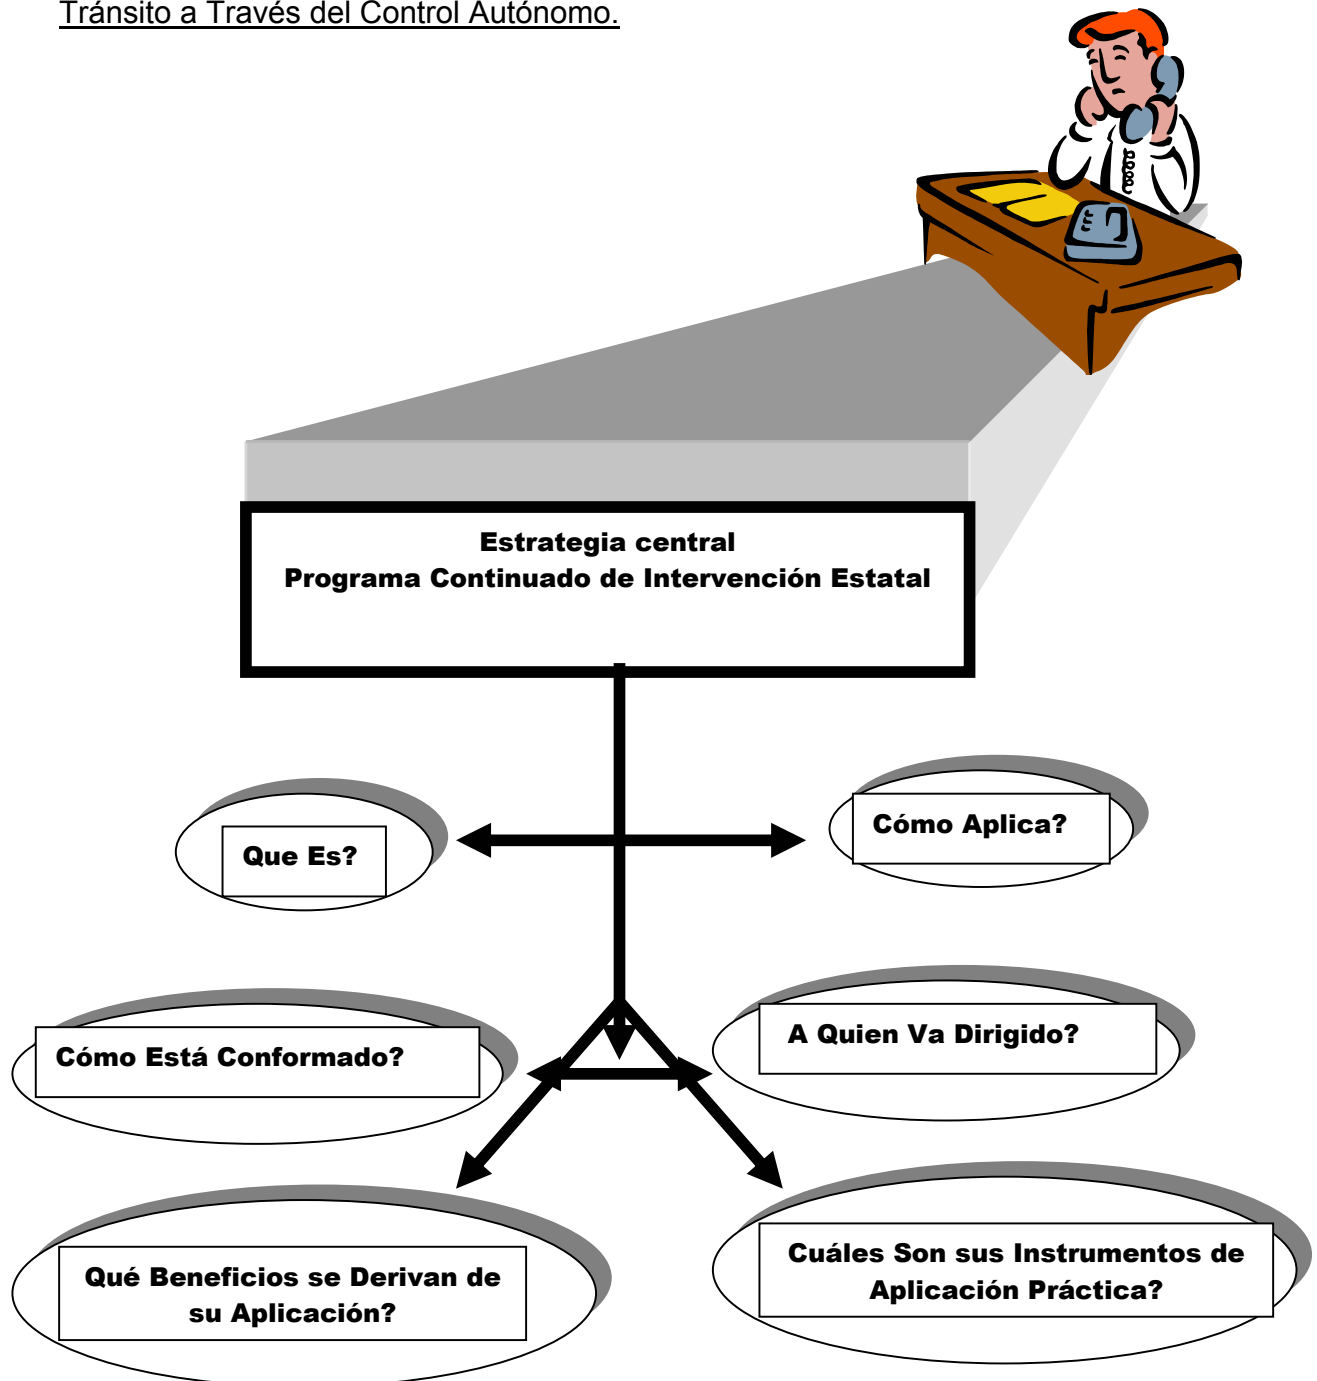 Tránsito a Través del Control Autónomo.
Estrategia central
Programa Continuado de Intervención Estatal
Que Es?
Cómo Aplica?
Cómo Está Conformado?
A Quien Va Dirigido?
Qué Beneficios se Derivan de
su Aplicación?
Cuáles Son sus Instrumentos de
Aplicación Práctica?